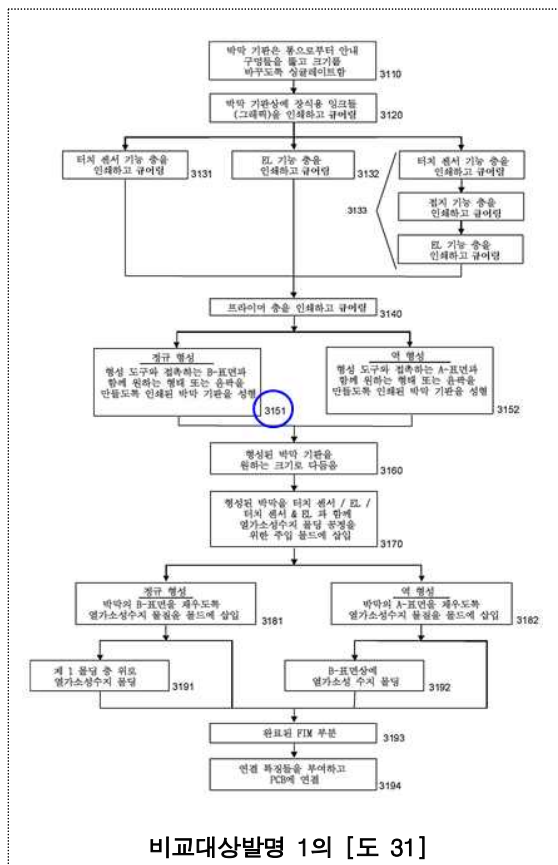 박막 기판은 통으로부터 안내
구멍들을 뚫고 크기를
바꾸도록 싱글레이트함
3110
박막 기판상에 장식용 잉크들
(그래픽)을 인쇄하고 큐어링
3120
터치 센서 기능 층을
인쇄하고 큐어링
3131
EL 기능 층을
인쇄하고 큐어링
3132
터치 센서 기능 층을
인쇄하고 큐어링
3133
접지 기능 층을
인쇄하고 큐어링
EL 기능 층을
인쇄하고 큐어링
프라이머 층을 인쇄하고 큐어링
3140
정규 형성
형성 도구와 접촉하는 B-표면과
함께 원하는 형태 또는 윤곽을
만들도록 인쇄된 박막 기판을 성형
3151
역 형성
형성 도구와 접촉하는 A-표면과
함께 원하는 형태 또는 윤곽을
만들도록 인쇄된 박막 기판을 성형
3152
형성된 박막 기판을
원하는 크기로 다듬음
3160
형성된 박막을 터치 센서 / EL /
터치 센서 & EL 과 함께
열가소성수지 몰딩 공정을
위한 주입 몰드에 삽입
3170
정규 형성
박막의 B-표면을 채우도록
열가소성수지 물질을 몰드에 삽입
3181
역 형성
박막의 A-표면을 채우도록
열가소성수지 물질을 몰드에 삽입
3182
제 1 몰딩 층 위로
열가소성수지 몰딩
3191
B-표면상에
열가소성 수지 몰딩
3192
완료된 FIM 부분
3193
연결 특징들을 부여하고
PCB에 연결
3194
비교대상발명 1의 [도 31]